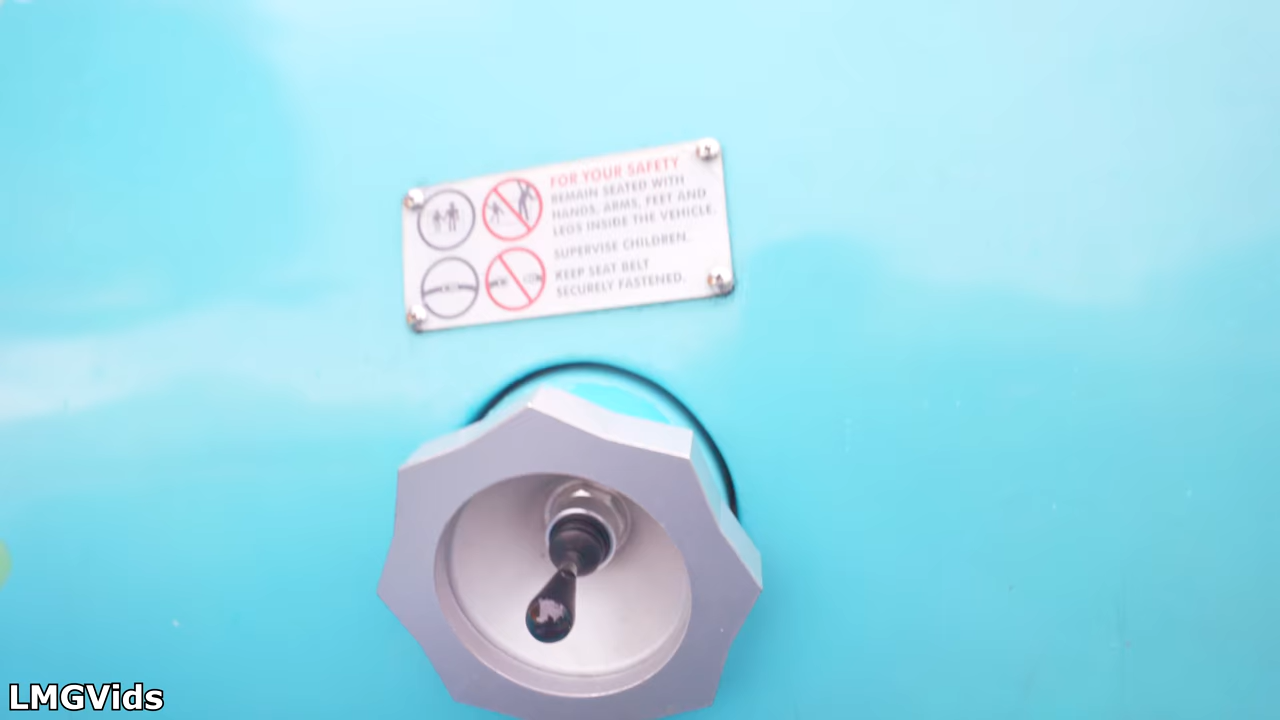 FOR YOUR SAFETY
REMAIN SEATED WITH
HANDS, ARMS, FEET AND
LEGS INSIDE THE VEHICLE.
SUPERVISE CHILDREN.
KEEP SEAT BELT
SECURELY FASTENED.
LMGVids